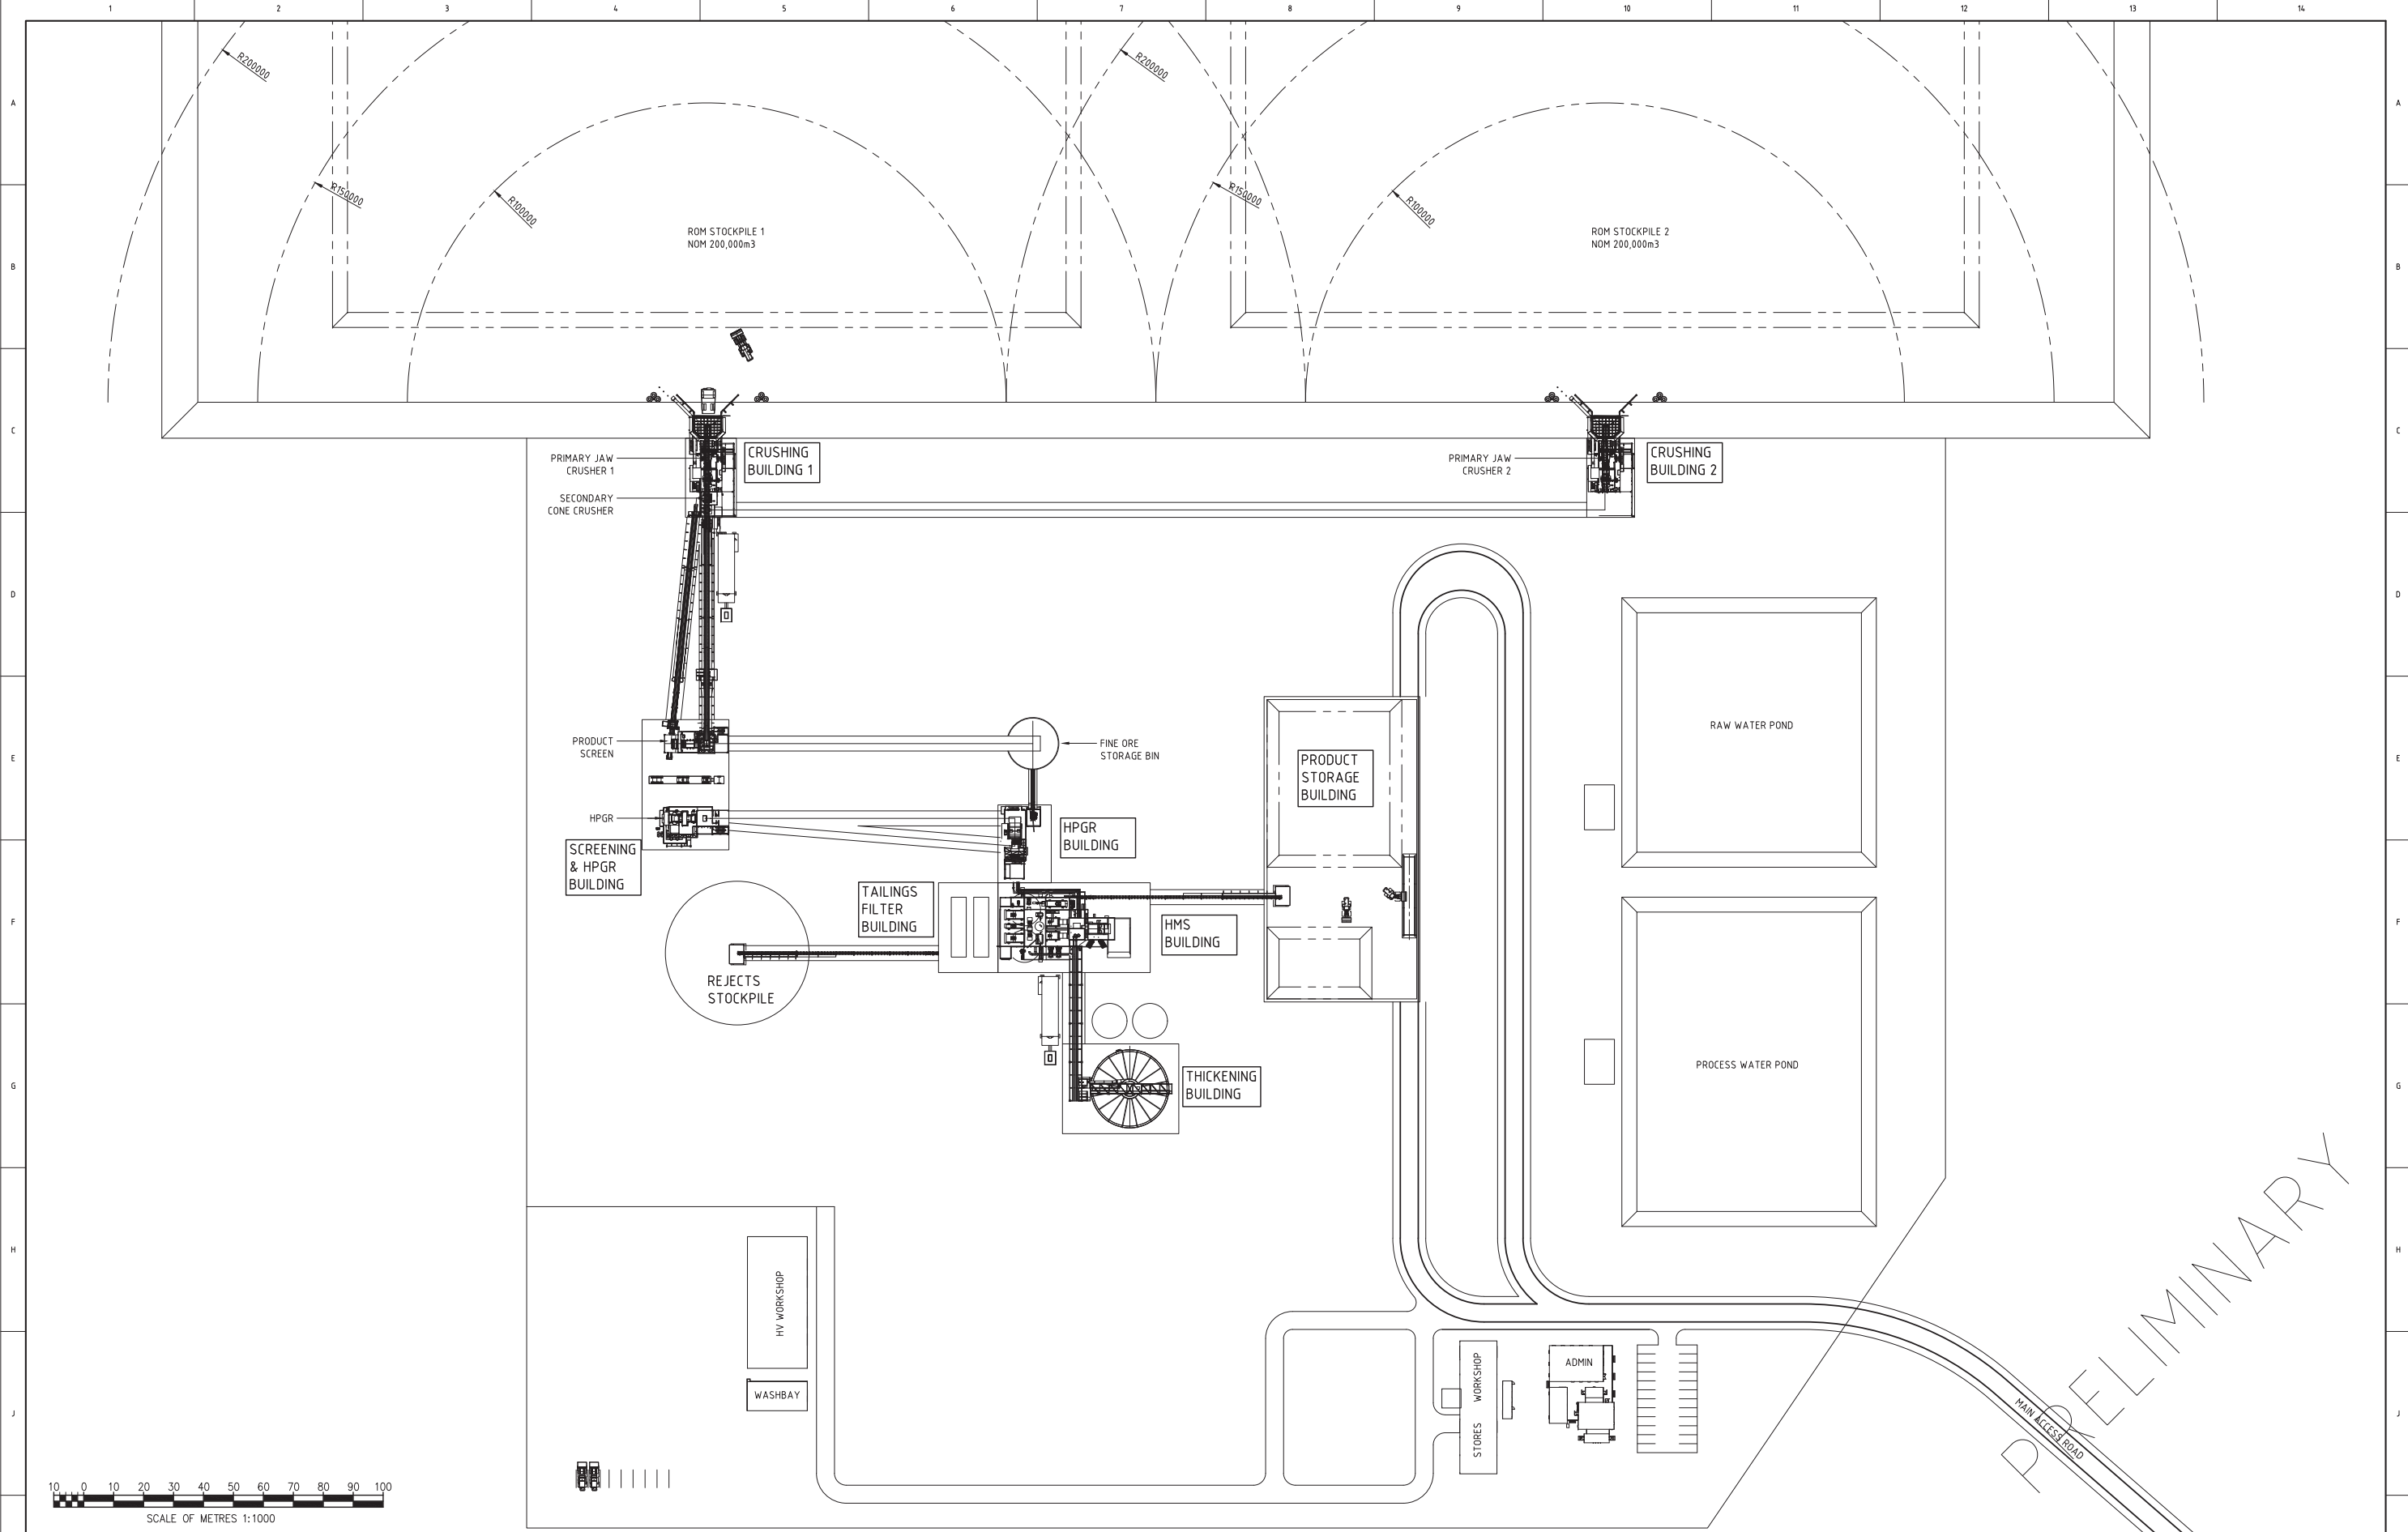 1 2 3 4 5 6 7 8 9 10 11 12 13 14
A A
R200000 R200000
R150000 R150000
R100000 R100000
ROM STOCKPILE 1
NOM 200,000m3
ROM STOCKPILE 2
NOM 200,000m3
B B
C C
CRUSHING
BUILDING 1
PRIMARY JAW
CRUSHER 1
SECONDARY
CONE CRUSHER
PRIMARY JAW
CRUSHER 2
CRUSHING
BUILDING 2
D D
E E
PRODUCT
SCREEN
FINE ORE
STORAGE BIN
PRODUCT
STORAGE
BUILDING
RAW WATER POND
HPGR
HPGR
BUILDING
SCREENING
& HPGR
BUILDING
TAILINGS
FILTER
BUILDING
F F
HMS
BUILDING
REJECTS
STOCKPILE
THICKENING
BUILDING
PROCESS WATER POND
G G
H H
HV WORKSHOP
WASHBAY
J J
STORES WORKSHOP
ADMIN
MAIN ACCESS ROAD
PRELIMINARY
10 0 10 20 30 40 50 60 70 80 90 100
SCALE OF METRES 1:1000